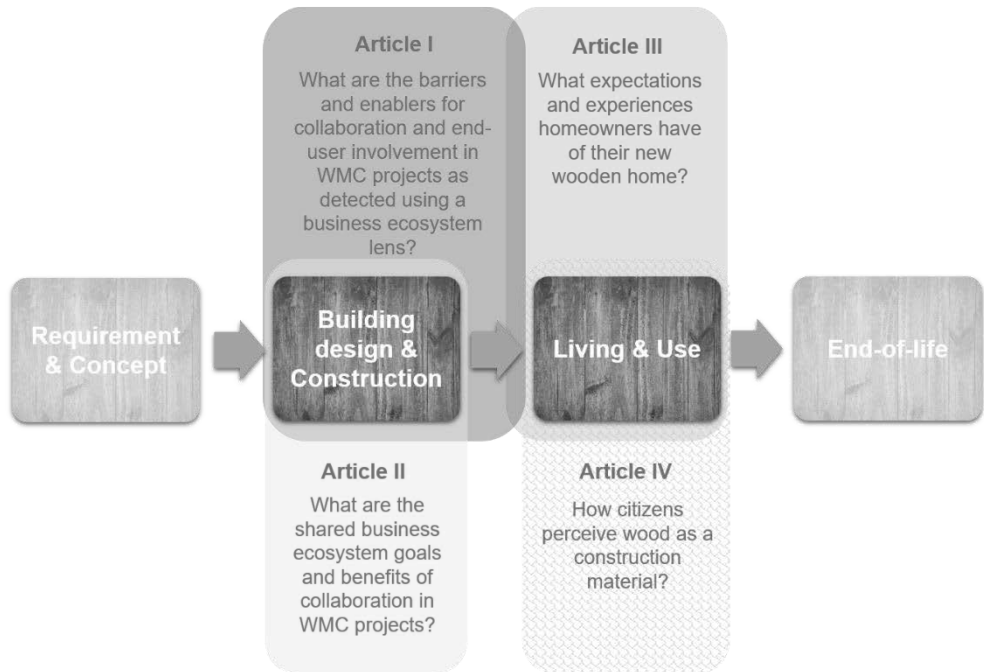 Article I
What are the barriers
and enablers for
collaboration and end-
user involvement in
WMC projects as
detected using a
business ecosystem
lens?
Article III
What expectations
and experiences
homeowners have
of their new
wooden home?
Requirement
& Concept
Building
design &
Construction
Living & Use
End-of-life
Article II
What are the
shared business
ecosystem goals
and benefits of
collaboration in
WMC projects?
Article IV
How citizens
perceive wood as a
construction
material?